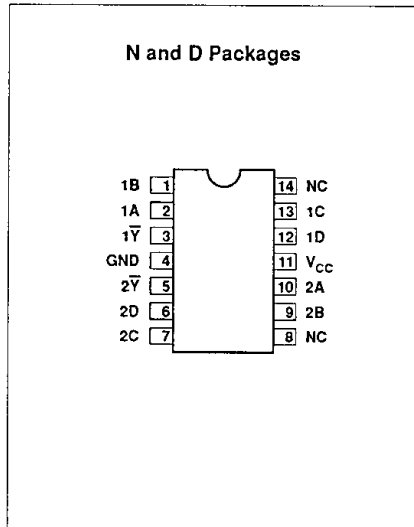 N and D Packages
1B 1 14 NC
1A 2 13 1C
1Y̅ 3 12 1D
GND 4 11 VCC
2Y̅ 5 10 2A
2D 6 9 2B
2C 7 8 NC